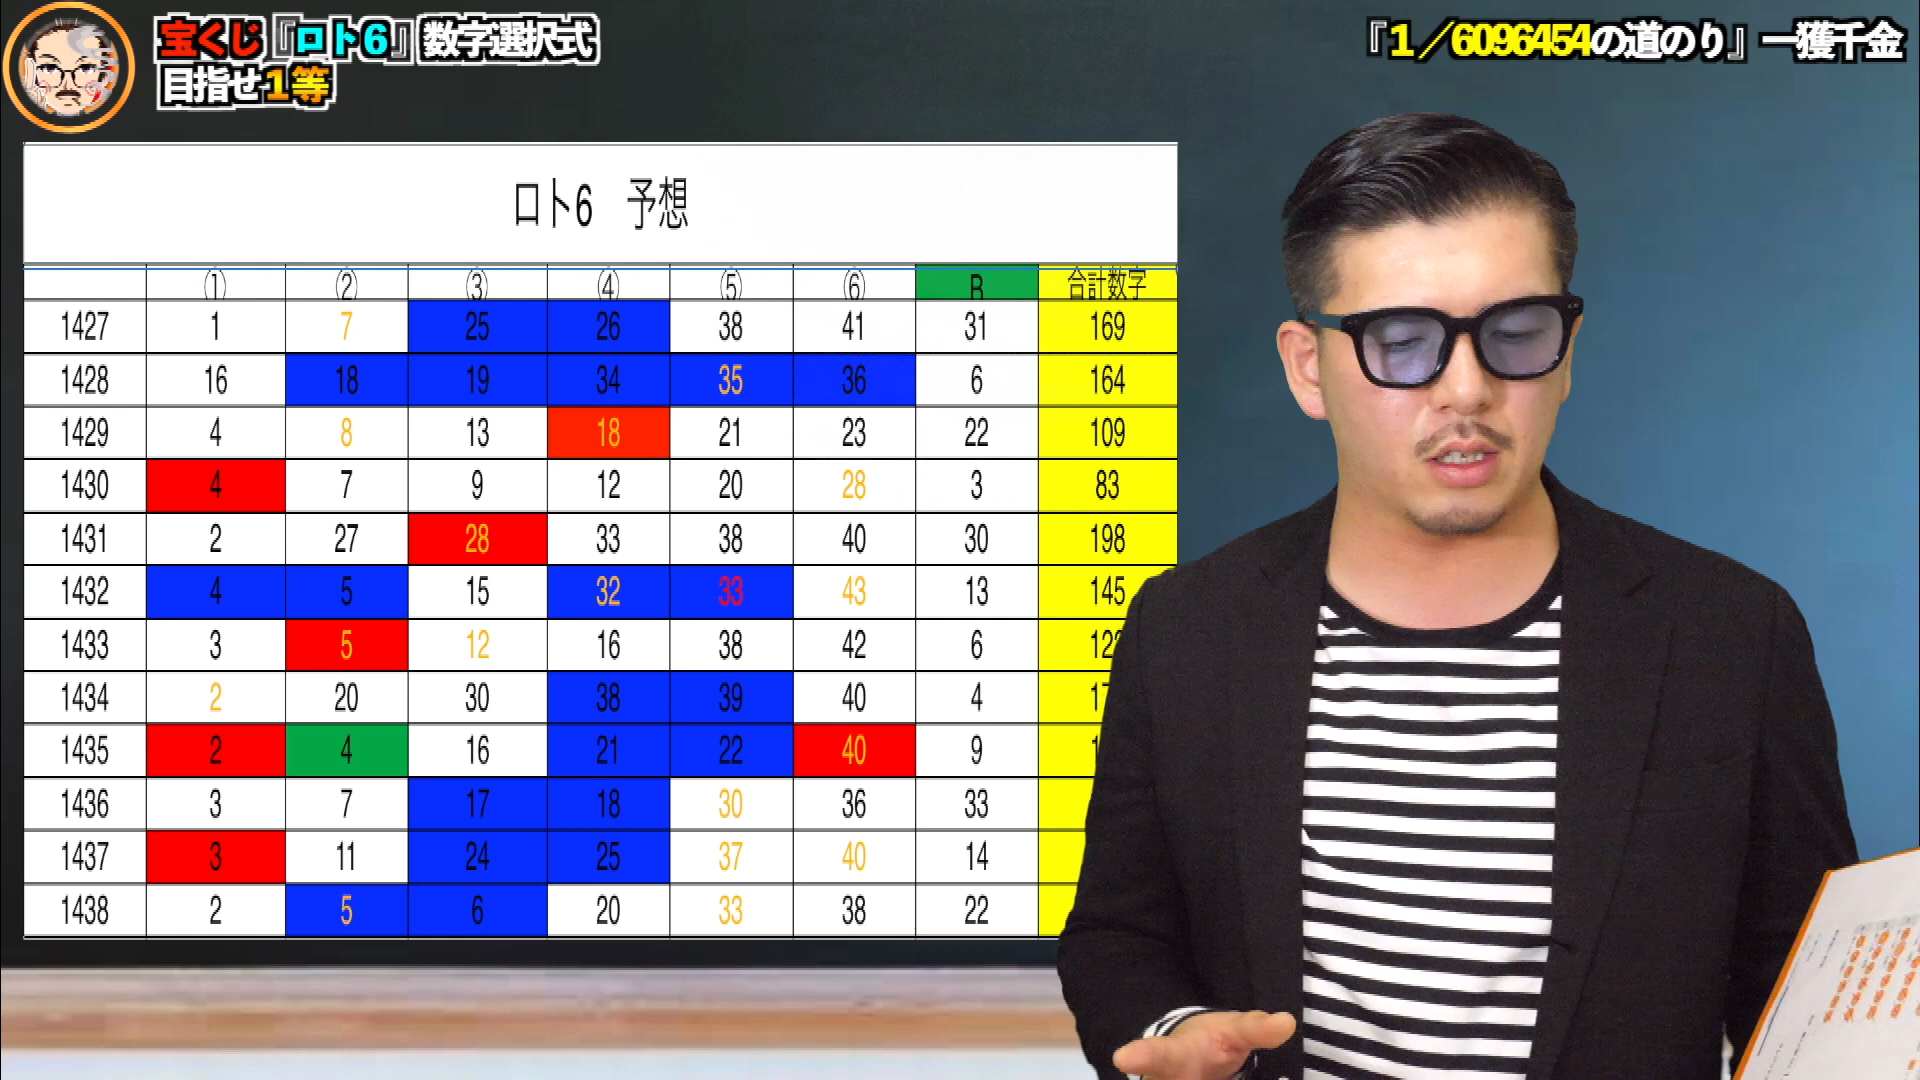 宝くじ『ロト6』数字選択式
目指せ1等
『1／6096454の道のり』一獲千金
ロト6　予想
① ② ③ ④ ⑤ ⑥ B 合計数字
1427 1 7 25 26 38 41 31 169
1428 16 18 19 34 35 36 6 164
1429 4 8 13 18 21 23 22 109
1430 4 7 9 12 20 28 3 83
1431 2 27 28 33 38 40 30 198
1432 4 5 15 32 33 43 13 145
1433 3 5 12 16 38 42 6
1434 2 20 30 38 39 40 4
1435 2 4 16 21 22 40 9
1436 3 7 17 18 30 36 33
1437 3 11 24 25 37 40 14
1438 2 5 6 20 33 38 22